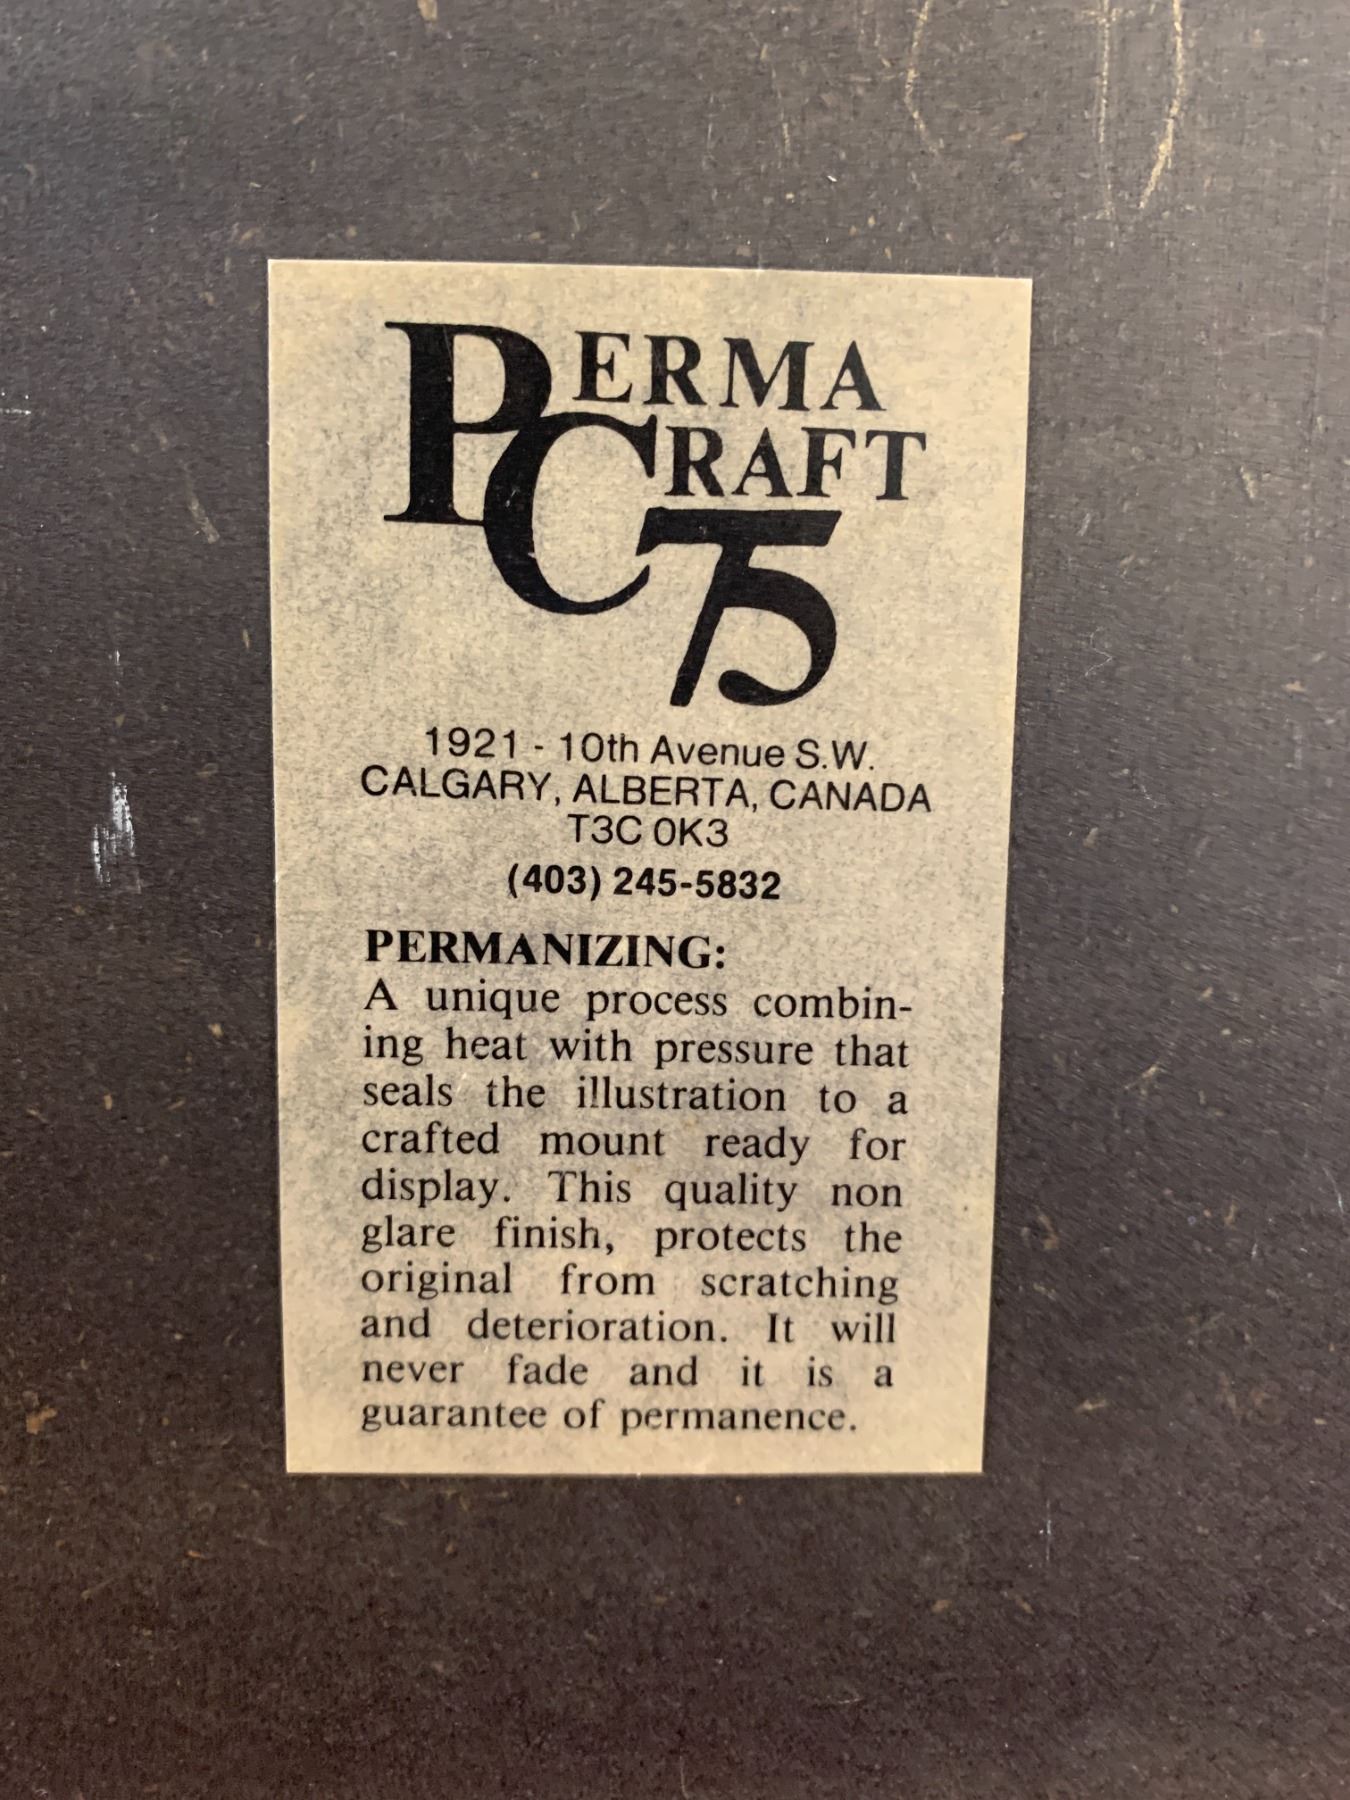 PERMA
CRAFT
75
1921 - 10th Avenue S.W.
CALGARY, ALBERTA, CANADA
T3C 0K3
(403) 245-5832
PERMANIZING:
A unique process combin-
ing heat with pressure that
seals the illustration to a
crafted mount ready for
display. This quality non
glare finish, protects the
original from scratching
and deterioration. It will
never fade and it is a
guarantee of permanence.